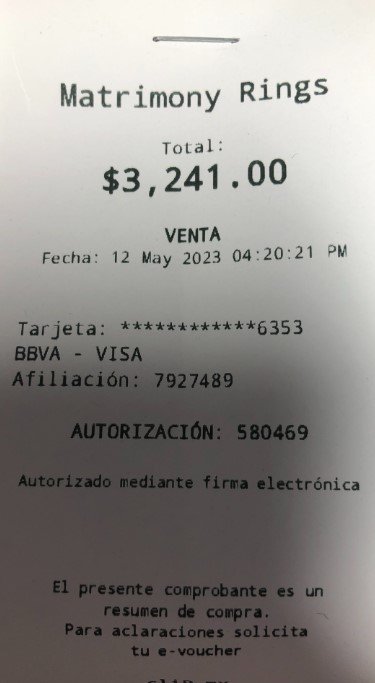 Matrimony Rings
Total:
$3,241.00
VENTA
Fecha: 12 May 2023 04:20:21 PM
Tarjeta: ************6353
BBVA - VISA
Afiliación: 7927489
AUTORIZACIÓN: 580469
Autorizado mediante firma electrónica
El presente comprobante es un
resumen de compra.
Para aclaraciones solicita
tu e-voucher